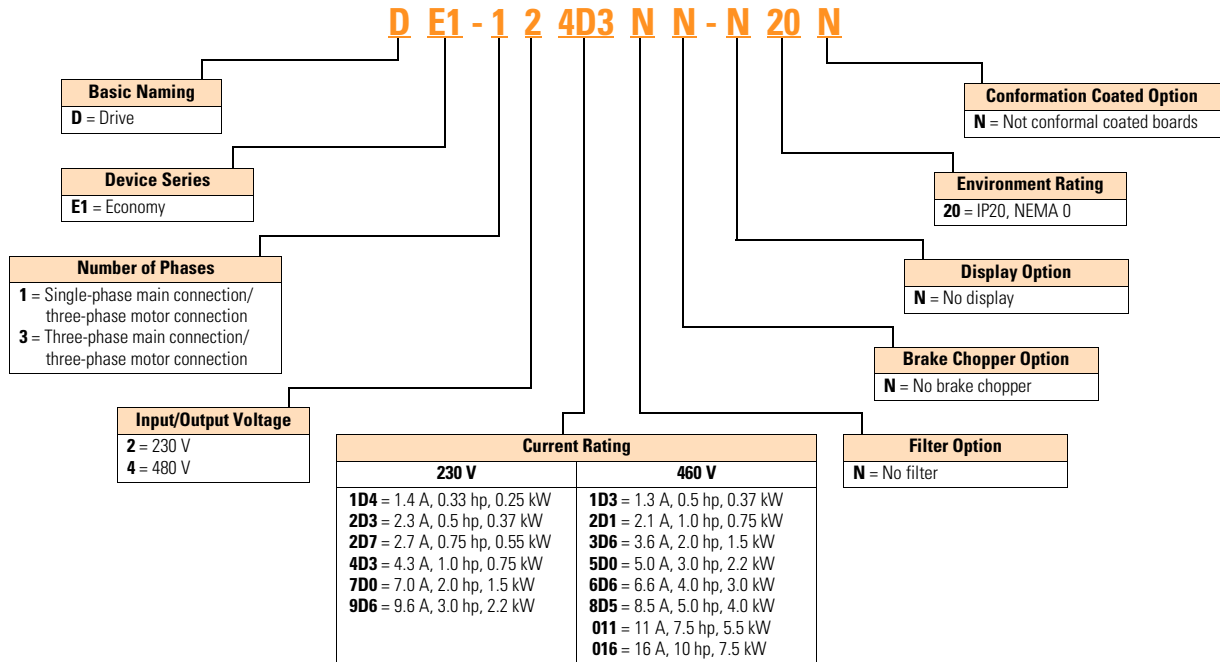 D E1 - 1 2 4D3 N N - N 20 N
Basic Naming
D = Drive
Device Series
E1 = Economy
Number of Phases
1 = Single-phase main connection/
three-phase motor connection
3 = Three-phase main connection/
three-phase motor connection
Input/Output Voltage
2 = 230 V
4 = 480 V
Current Rating
230 V
1D4 = 1.4 A, 0.33 hp, 0.25 kW
2D3 = 2.3 A, 0.5 hp, 0.37 kW
2D7 = 2.7 A, 0.75 hp, 0.55 kW
4D3 = 4.3 A, 1.0 hp, 0.75 kW
7D0 = 7.0 A, 2.0 hp, 1.5 kW
9D6 = 9.6 A, 3.0 hp, 2.2 kW
460 V
1D3 = 1.3 A, 0.5 hp, 0.37 kW
2D1 = 2.1 A, 1.0 hp, 0.75 kW
3D6 = 3.6 A, 2.0 hp, 1.5 kW
5D0 = 5.0 A, 3.0 hp, 2.2 kW
6D6 = 6.6 A, 4.0 hp, 3.0 kW
8D5 = 8.5 A, 5.0 hp, 4.0 kW
011 = 11 A, 7.5 hp, 5.5 kW
016 = 16 A, 10 hp, 7.5 kW
Conformation Coated Option
N = Not conformal coated boards
Environment Rating
20 = IP20, NEMA 0
Display Option
N = No display
Brake Chopper Option
N = No brake chopper
Filter Option
N = No filter